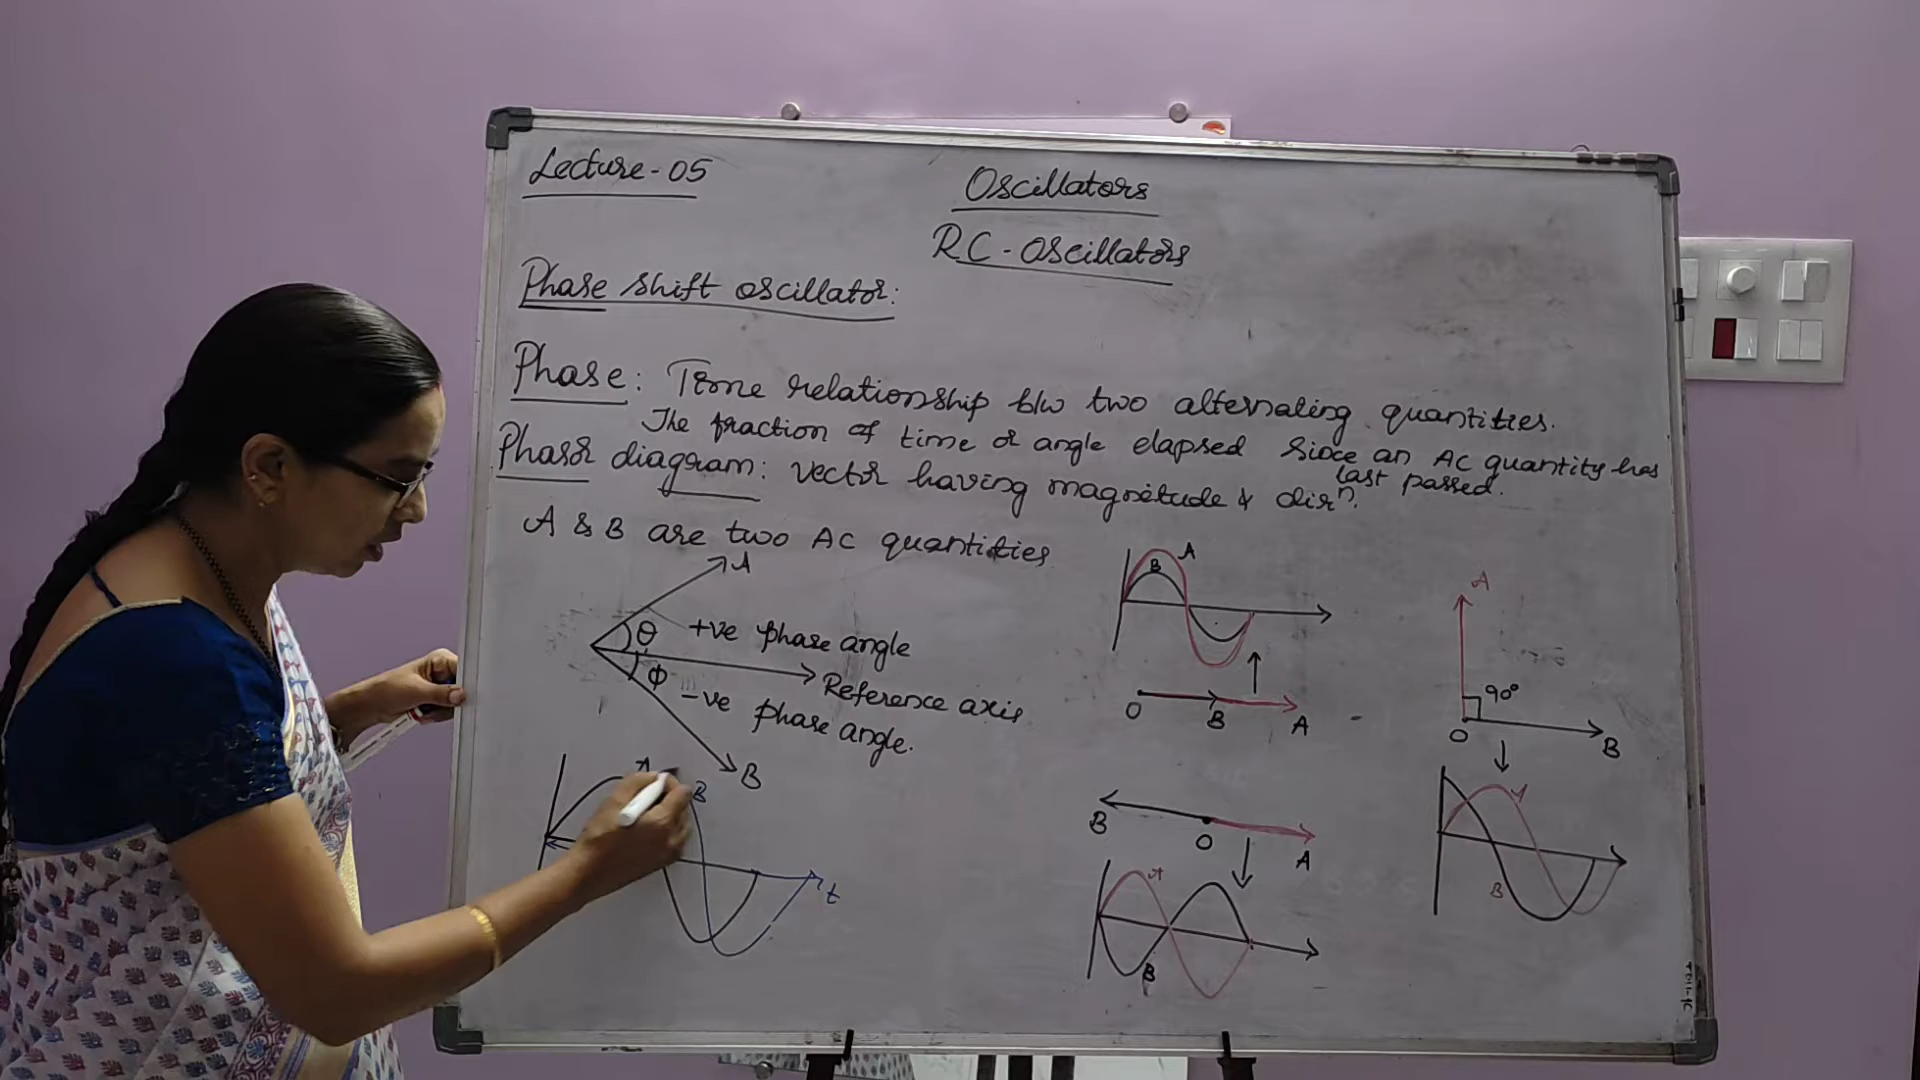 Lecture-05
Oscillators
RC-Oscillators
Phase shift oscillator:
Phase: Time relationship b/w two alternating quantities.
The fraction of time or angle elapsed since an AC quantity has
last passed.
Phasor diagram: Vector having magnitude & dirⁿ.
A & B are two AC quantities
A
θ +ve phase angle
Reference axis
ϕ -ve phase angle.
B
A
B
t
A
B
O B A
B O A
A
B
A
90°
O B
A
B